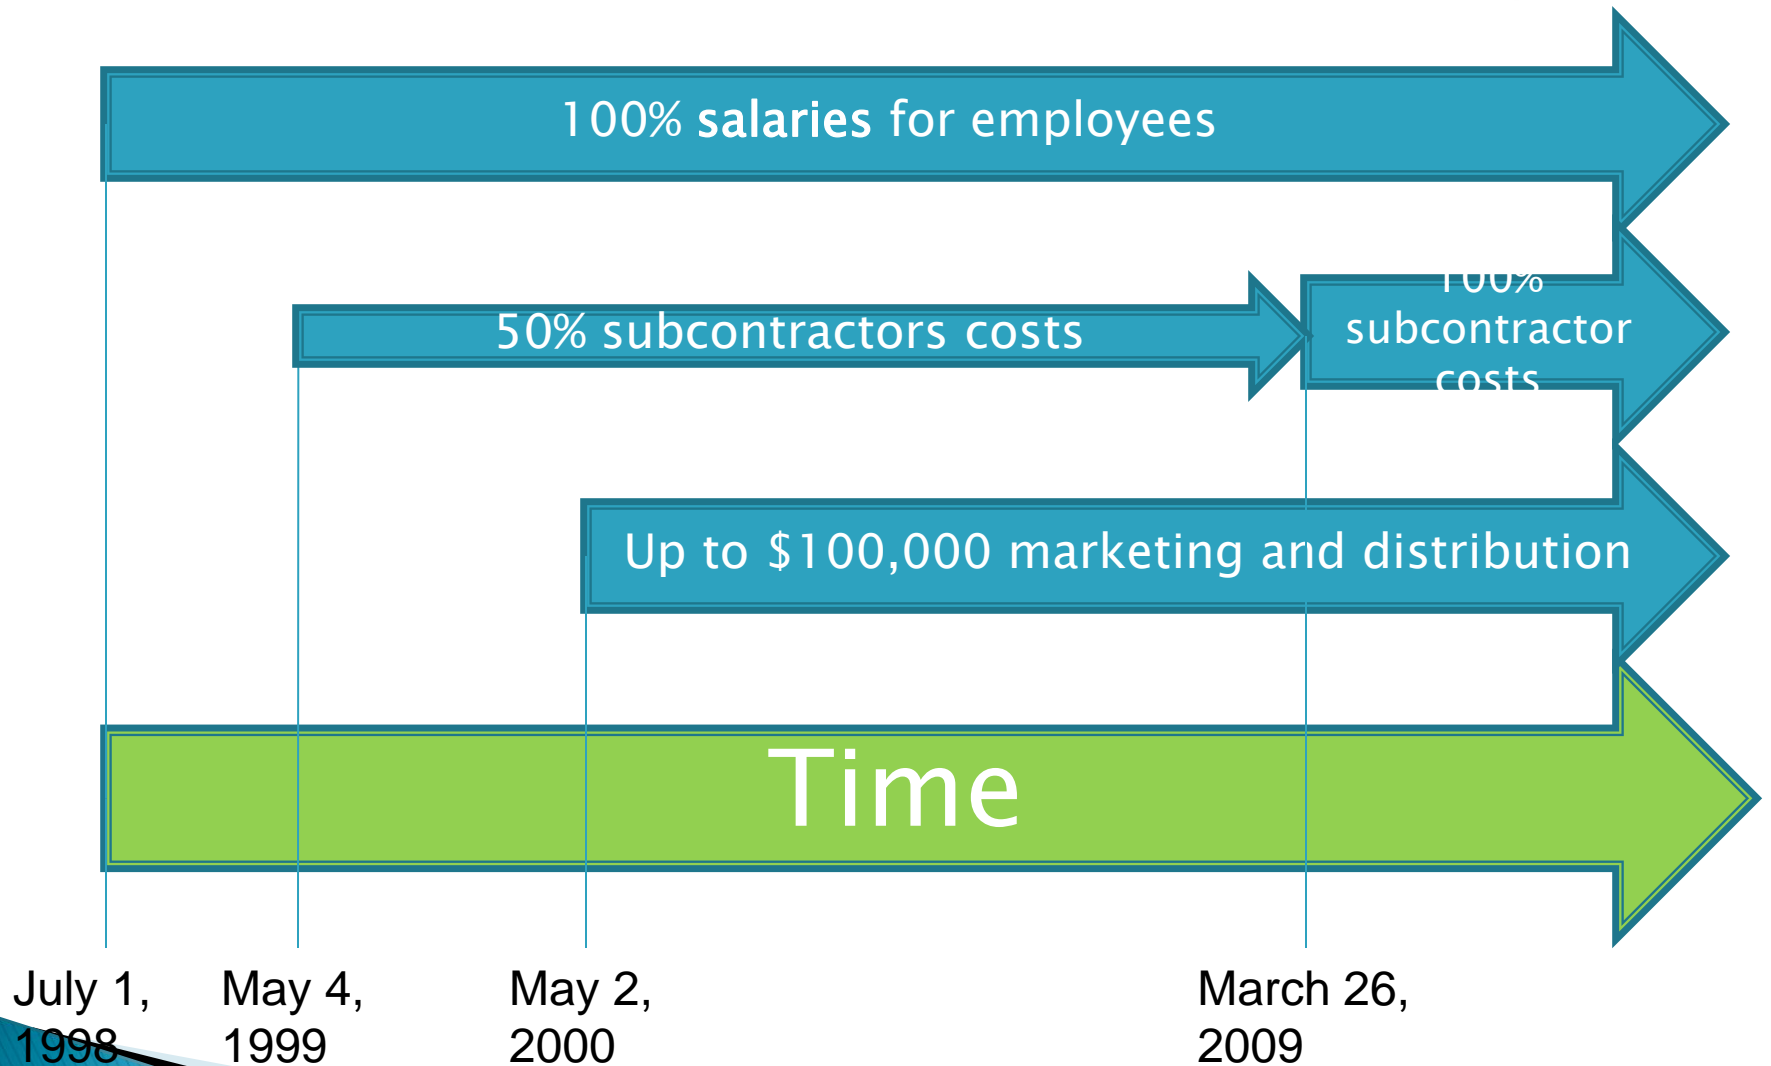 100% salaries for employees
50% subcontractors costs
100%
subcontractor
costs
Up to $100,000 marketing and distribution
Time
July 1,
1998
May 4,
1999
May 2,
2000
March 26,
2009